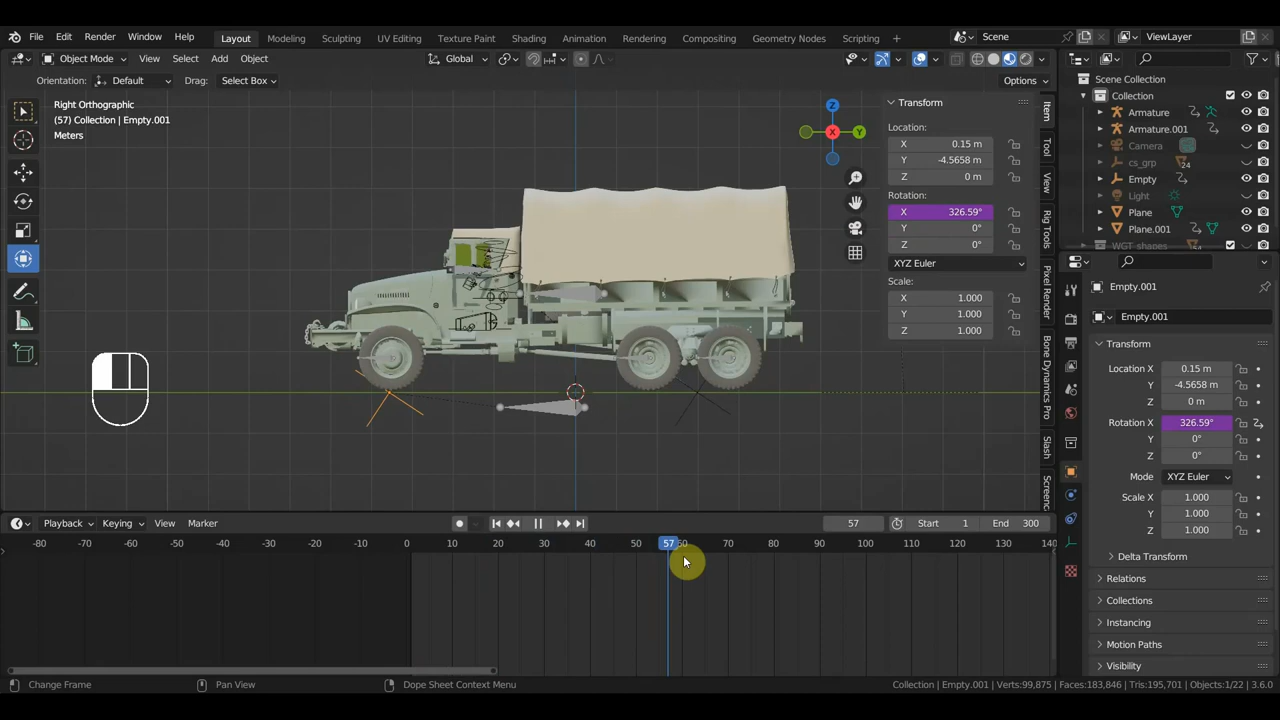 File Edit Render Window Help Layout Modeling Sculpting UV Editing Texture Paint Shading Animation Rendering Compositing Geometry Nodes Scripting + Scene ViewLayer
Object Mode View Select Add Object Global
Orientation: Default Drag: Select Box Options
Right Orthographic
(57) Collection | Empty.001
Meters
Z
Y
X
Transform
Location:
X 0.15 m
Y -4.5658 m
Z 0 m
Rotation:
X 326.59°
Y 0°
Z 0°
XYZ Euler
Scale:
X 1.000
Y 1.000
Z 1.000
Item
Tool
View
Rig Tools
Pixel Render
Bone Dynamics Pro
Slash
Scene Collection
Collection
Armature
Armature.001
Camera
cs_grp 24
Empty
Light
Plane
Plane.001
WGT_shapes
Empty.001
Empty.001
Transform
Location X 0.15 m
Y -4.5658 m
Z 0 m
Rotation X 326.59°
Y 0°
Z 0°
Mode XYZ Euler
Scale X 1.000
Y 1.000
Z 1.000
Delta Transform
Relations
Collections
Instancing
Motion Paths
Visibility
Playback Keying View Marker 57 Start 1 End 300
-80 -70 -60 -50 -40 -30 -20 -10 0 10 20 30 40 50 57 60 70 80 90 100 110 120 130 140
Change Frame Pan View Dope Sheet Context Menu Collection | Empty.001 | Verts:99,875 | Faces:183,846 | Tris:195,701 | Objects:1/22 | 3.6.0